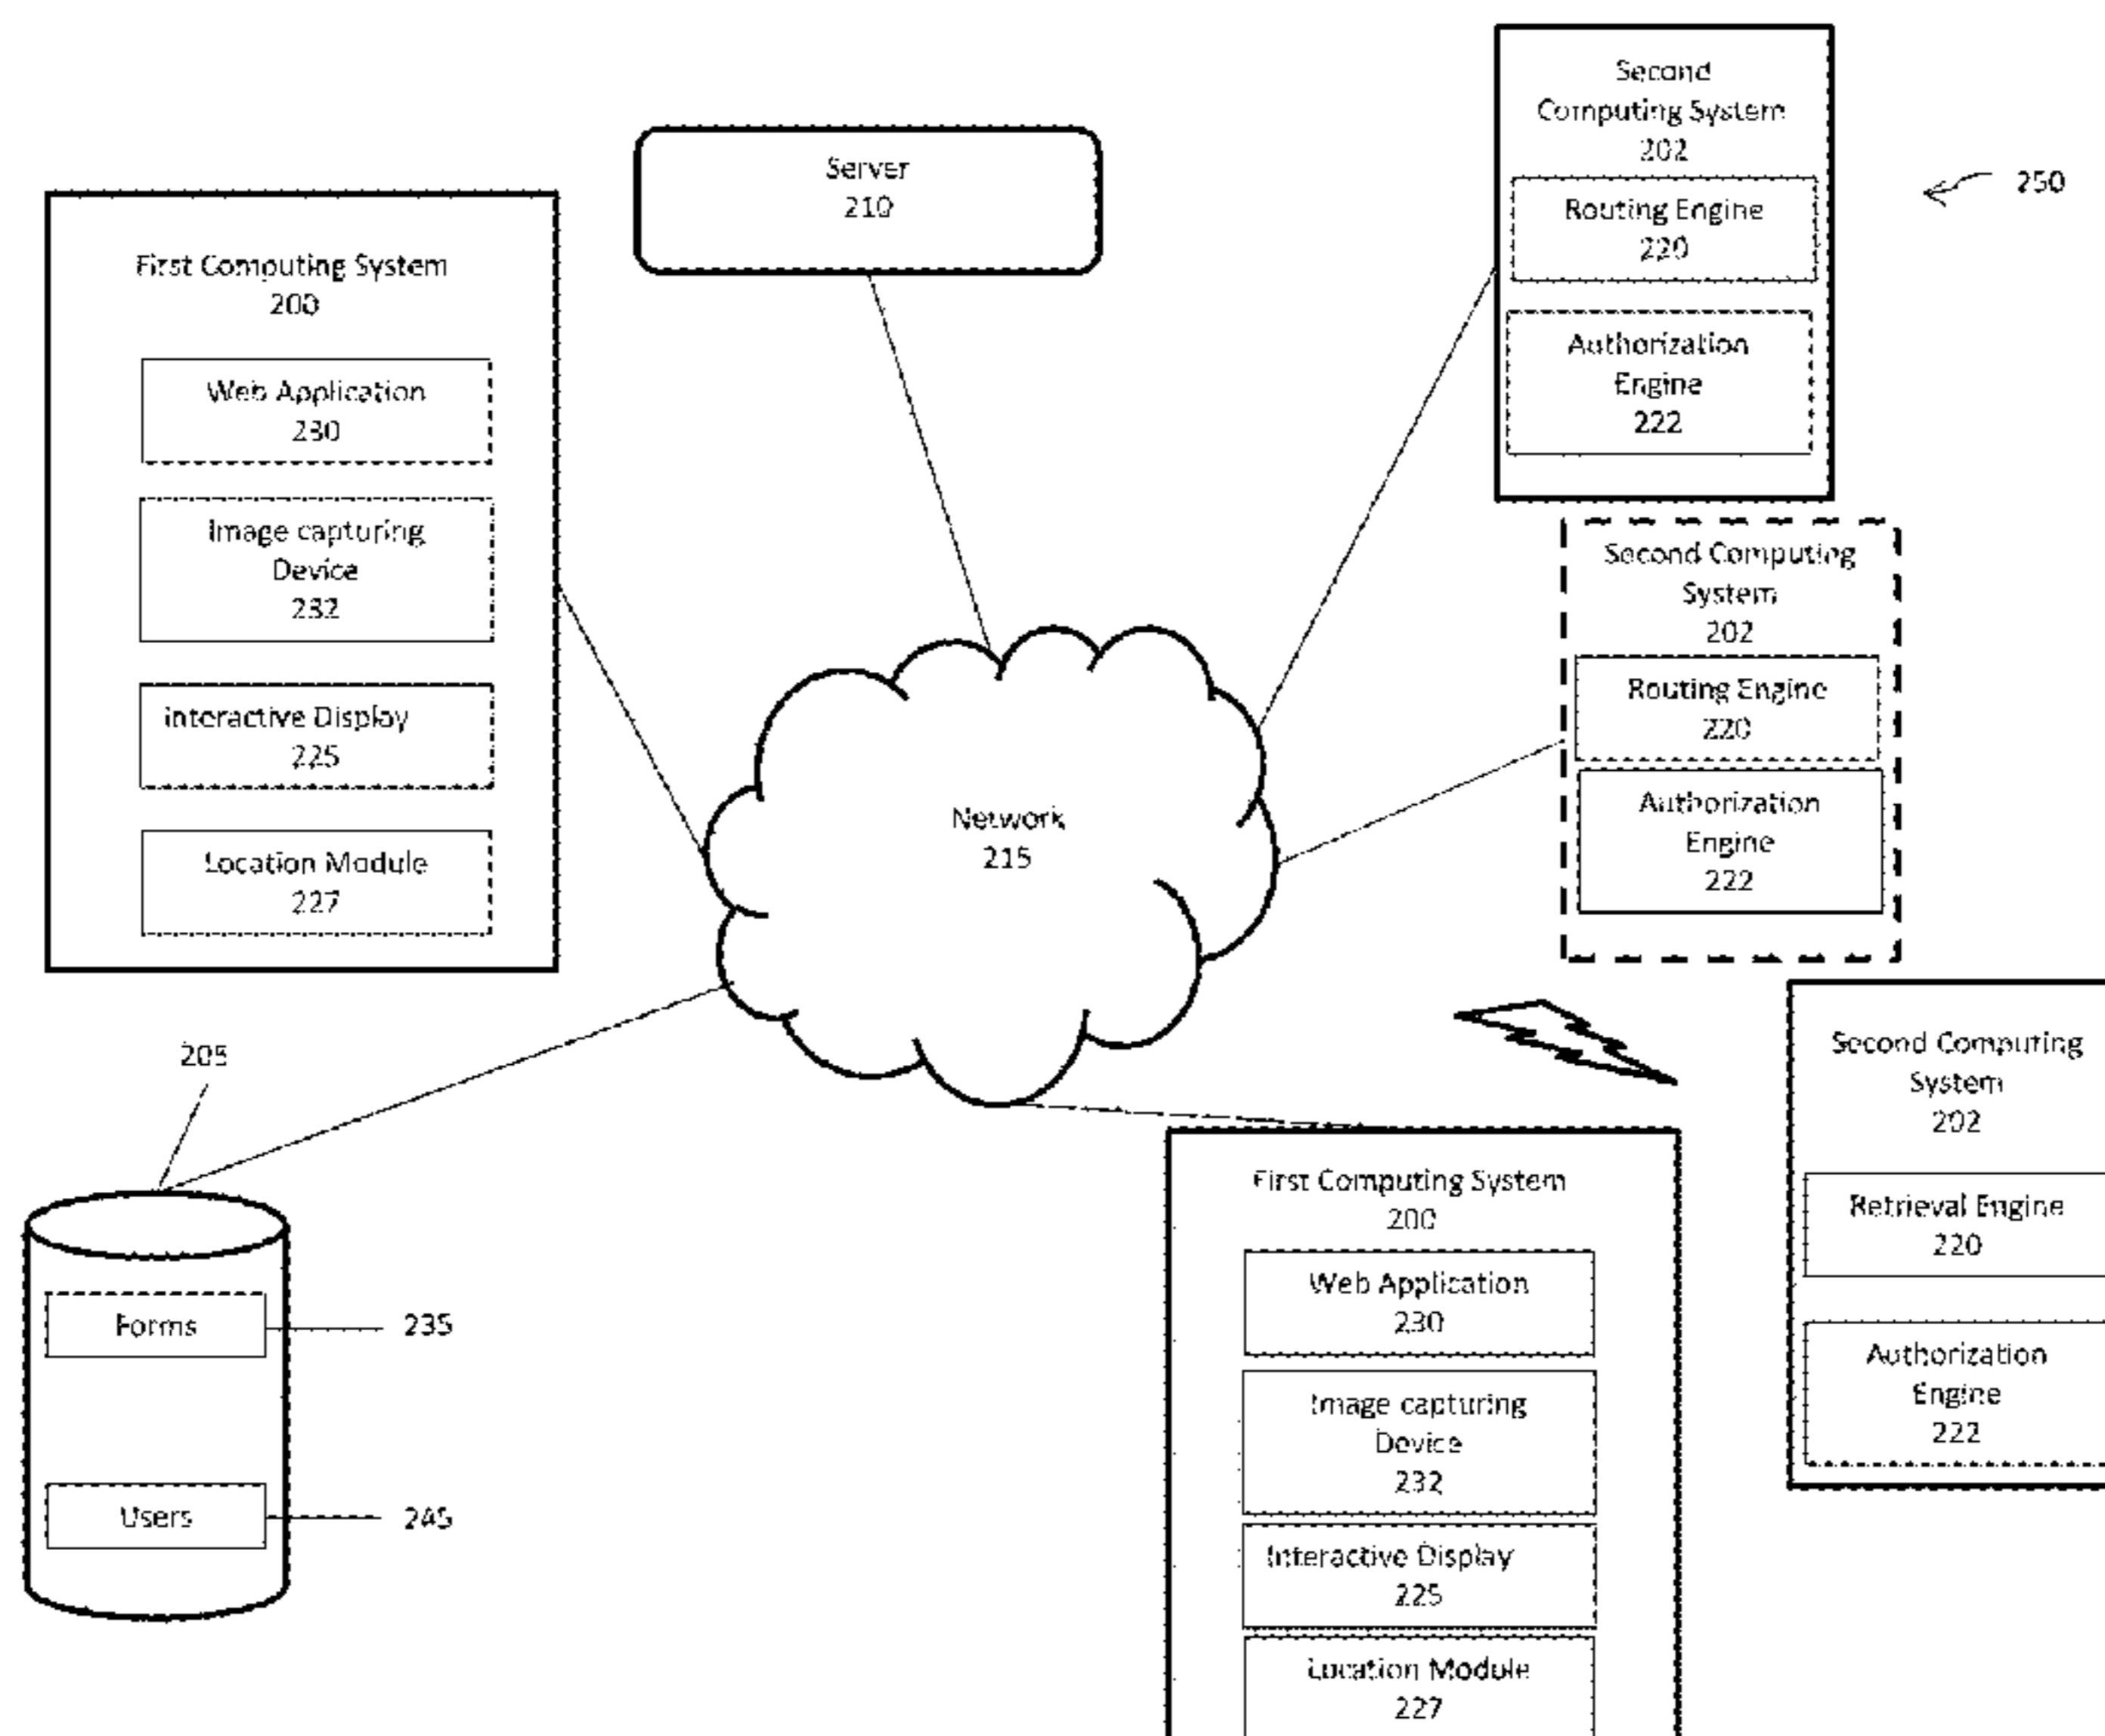 Second
Computing System
202
Routing Engine
220
Authorization
Engine
222
250
Server
210
First Computing System
200
Web Application
230
Image capturing
Device
232
Interactive Display
225
Location Module
227
Second Computing
System
202
Routing Engine
220
Authorization
Engine
222
Network
215
Second Computing
System
202
Retrieval Engine
220
Authorization
Engine
222
205
Forms
235
Users
245
First Computing System
200
Web Application
230
Image capturing
Device
232
Interactive Display
225
Location Module
227